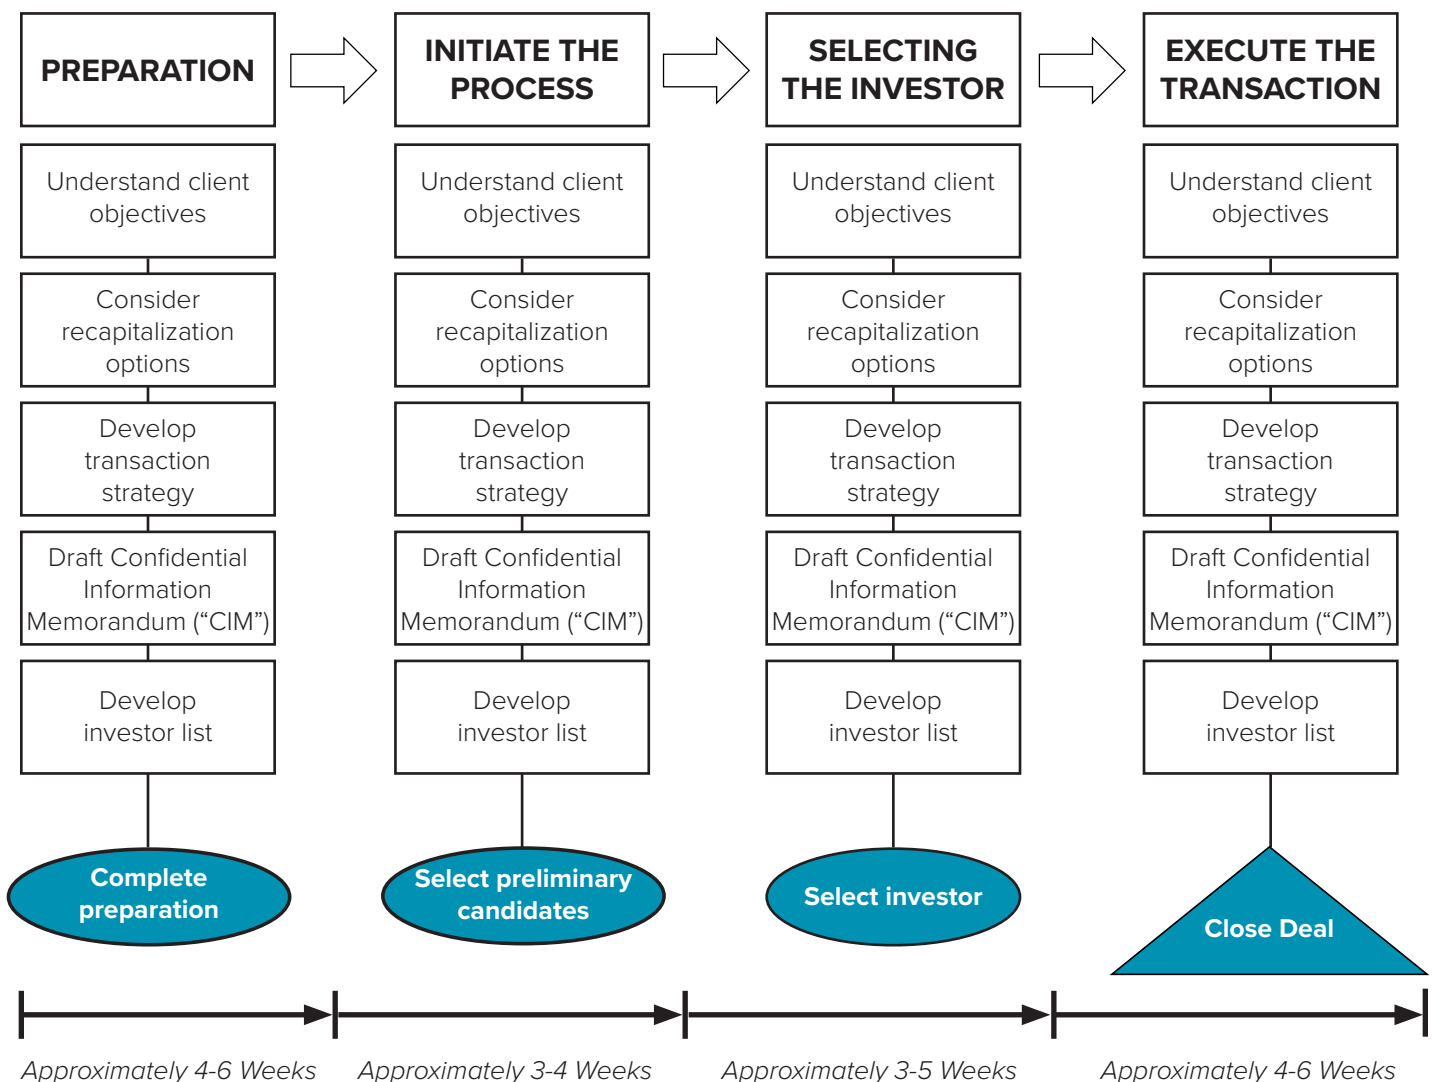 PREPARATION
INITIATE THE
PROCESS
SELECTING
THE INVESTOR
EXECUTE THE
TRANSACTION
Understand client
objectives
Consider
recapitalization
options
Develop
transaction
strategy
Draft Confidential
Information
Memorandum (“CIM”)
Develop
investor list
Complete
preparation
Understand client
objectives
Consider
recapitalization
options
Develop
transaction
strategy
Draft Confidential
Information
Memorandum (“CIM”)
Develop
investor list
Select preliminary
candidates
Understand client
objectives
Consider
recapitalization
options
Develop
transaction
strategy
Draft Confidential
Information
Memorandum (“CIM”)
Develop
investor list
Select investor
Understand client
objectives
Consider
recapitalization
options
Develop
transaction
strategy
Draft Confidential
Information
Memorandum (“CIM”)
Develop
investor list
Close Deal
Approximately 4-6 Weeks
Approximately 3-4 Weeks
Approximately 3-5 Weeks
Approximately 4-6 Weeks